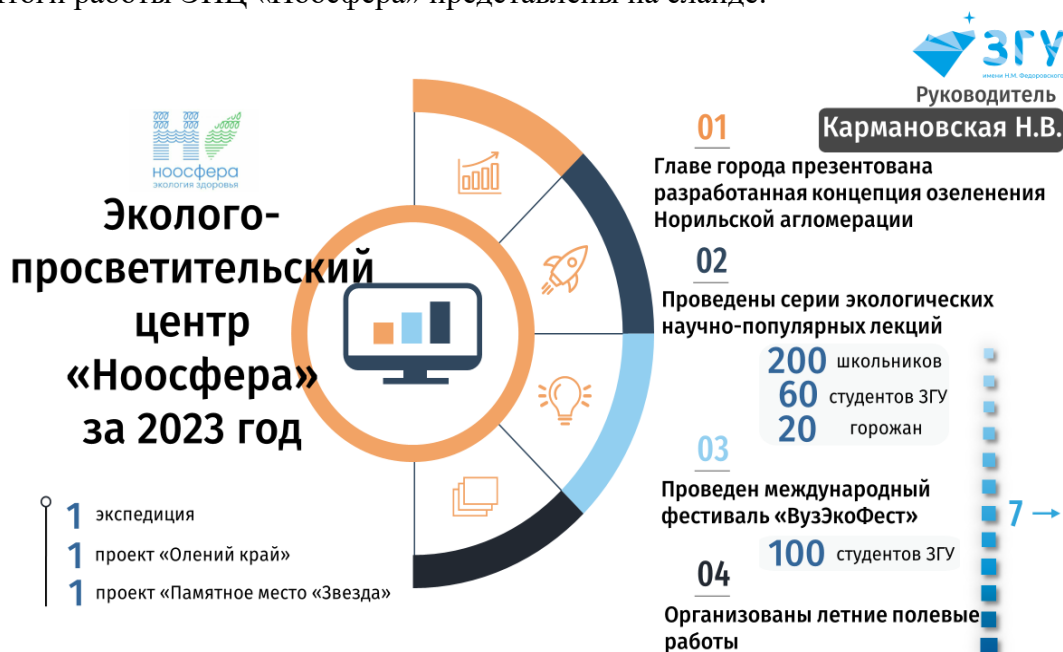 итоги работы ЭПЦ «Ноосфера» представлены на слайде.
ЗГУ
имени Н.М. Федоровского
Руководитель
Кармановская Н.В.
ноосфера
экология здоровья
Эколого-
просветительский
центр
«Ноосфера»
за 2023 год
1 экспедиция
1 проект «Олений край»
1 проект «Памятное место «Звезда»
01
Главе города презентована
разработанная концепция озеленения
Норильской агломерации
02
Проведены серии экологических
научно-популярных лекций
200 школьников
60 студентов ЗГУ
20 горожан
03
Проведен международный
фестиваль «ВузЭкоФест»
100 студентов ЗГУ
7 →
04
Организованы летние полевые
работы